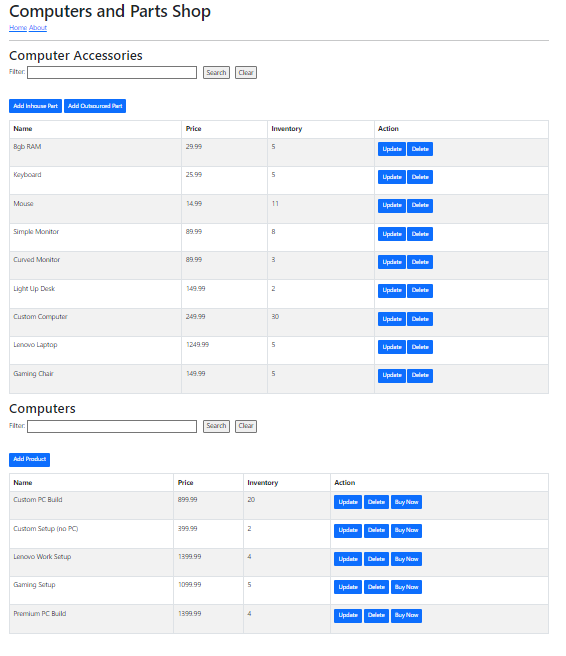 Computers and Parts Shop
Home About
Computer Accessories
Filter: Search Clear
Add Inhouse Part Add Outsourced Part
Name Price Inventory Action
8gb RAM 29.99 5 Update Delete
Keyboard 25.99 5 Update Delete
Mouse 14.99 11 Update Delete
Simple Monitor 89.99 8 Update Delete
Curved Monitor 89.99 3 Update Delete
Light Up Desk 149.99 2 Update Delete
Custom Computer 249.99 30 Update Delete
Lenovo Laptop 1249.99 5 Update Delete
Gaming Chair 149.99 5 Update Delete
Computers
Filter: Search Clear
Add Product
Name Price Inventory Action
Custom PC Build 899.99 20 Update Delete Buy Now
Custom Setup (no PC) 399.99 2 Update Delete Buy Now
Lenovo Work Setup 1399.99 4 Update Delete Buy Now
Gaming Setup 1099.99 5 Update Delete Buy Now
Premium PC Build 1399.99 4 Update Delete Buy Now